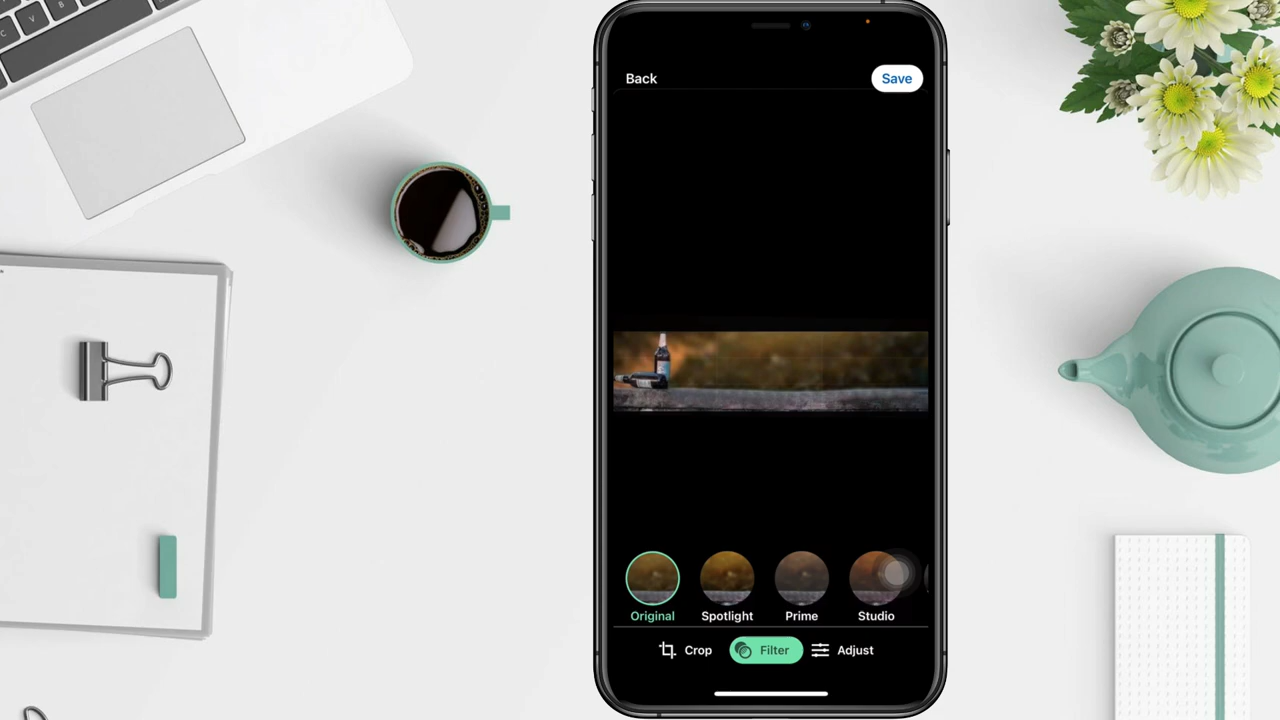 C
V
B
Back
Save
Original
Spotlight
Prime
Studio
Crop
Filter
Adjust